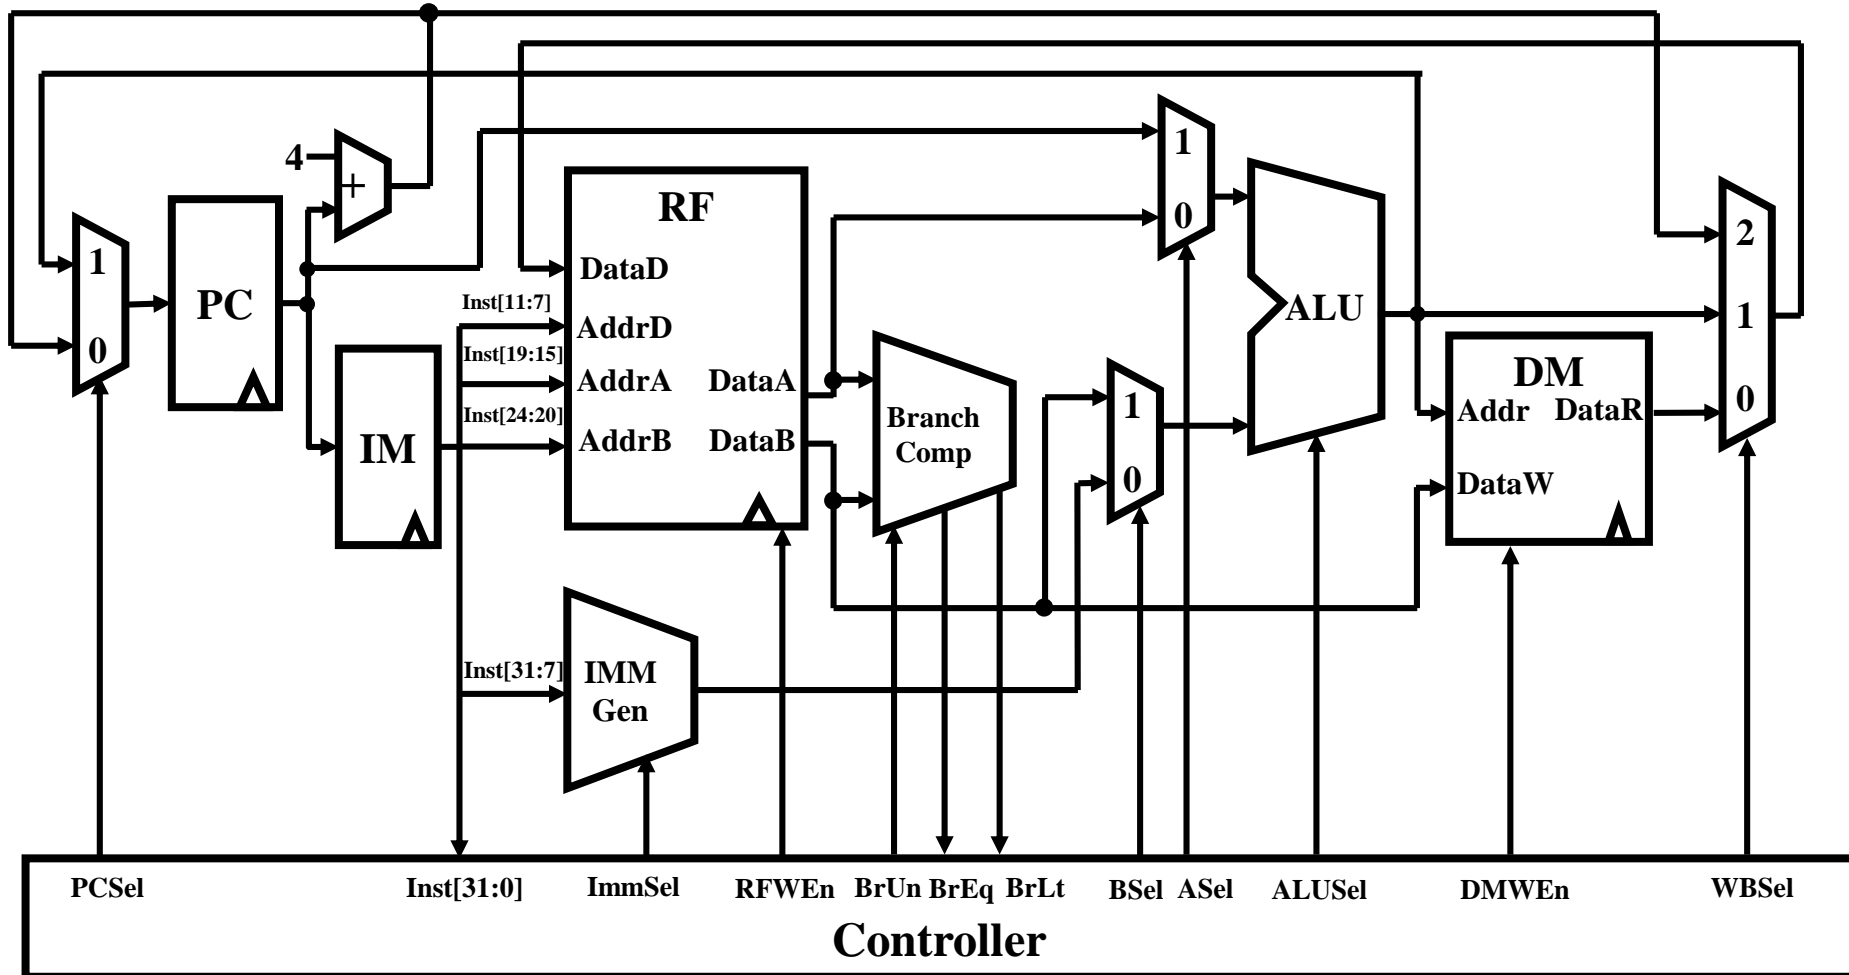 1
4
+
RF
1
0
2
DataD
1
PC
Inst[11:7]
ALU
1
AddrD
0
Inst[19:15]
DM
AddrA
DataA
Addr
DataR
0
Inst[24:20]
Branch
1
IM
AddrB
DataB
Comp
0
DataW
Inst[31:7]
IMM
Gen
PCSel
Inst[31:0]
ImmSel
RFWEn
BrUn
BrEq
BrLt
BSel
ASel
ALUSel
DMWEn
WBSel
Controller